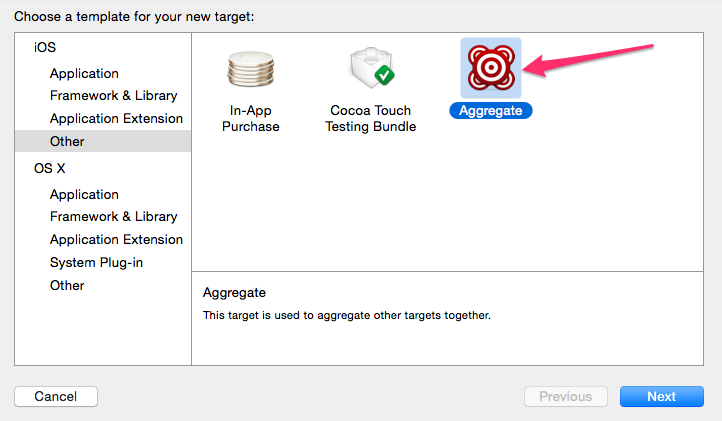 Choose a template for your new target:
iOS
Application
Framework & Library
Application Extension
Other
OS X
Application
Framework & Library
Application Extension
System Plug-in
Other
In-App
Purchase
Cocoa Touch
Testing Bundle
Aggregate
Aggregate
This target is used to aggregate other targets together.
Cancel
Previous
Next